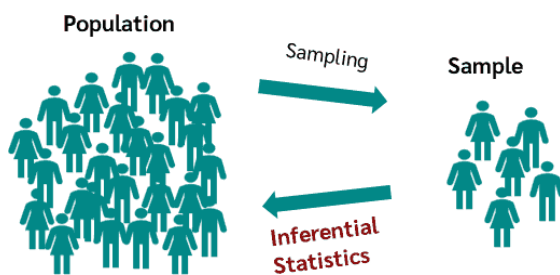 Population
Sampling
Sample
Inferential
Statistics